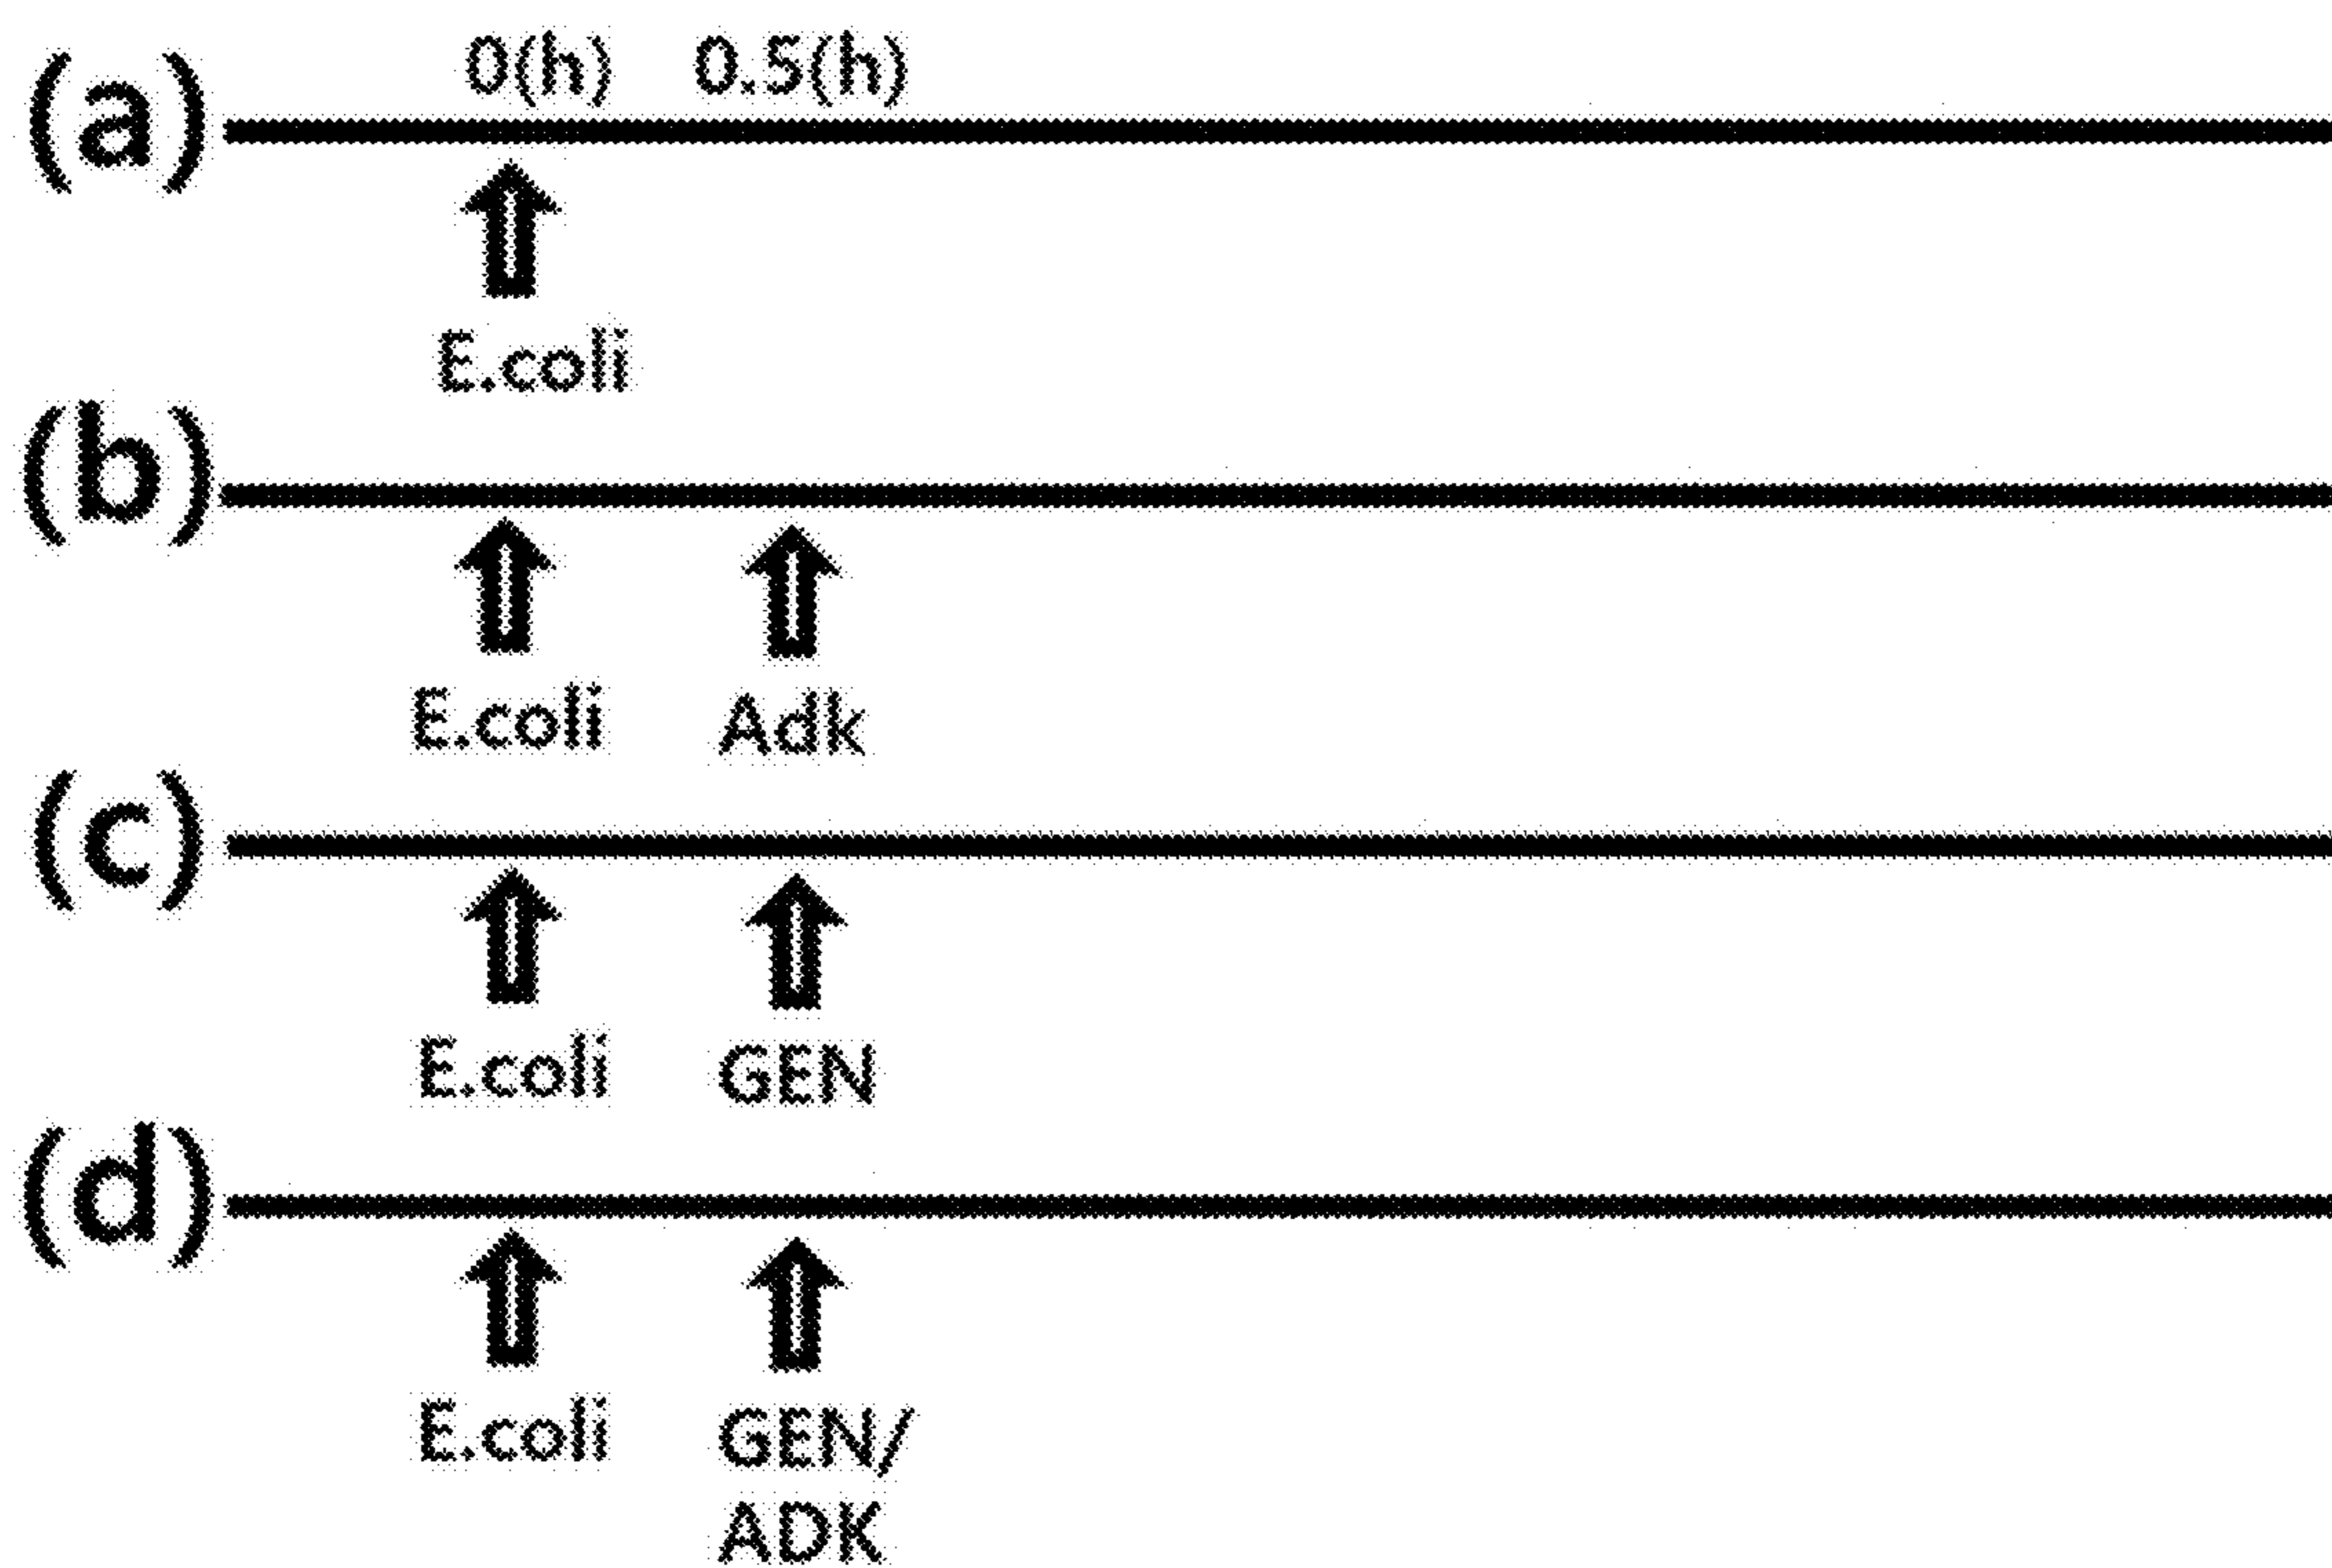 (a) 0(h) 0.5(h)
E.coli
(b)
E.coli Adk
(c)
E.coli GEN
(d)
E.coli GEN/
ADK